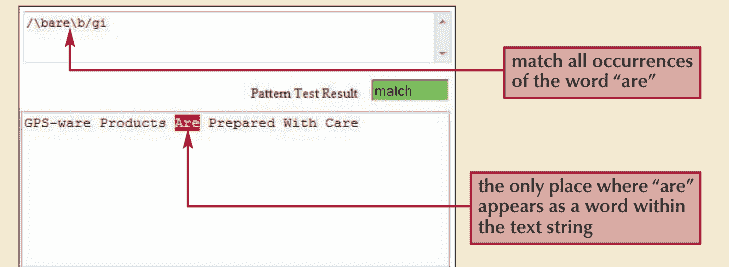 /\bare\b/gi
match all occurrences
of the word “are”
Pattern Test Result match
GPS-ware Products Are Prepared With Care
the only place where “are”
appears as a word within
the text string